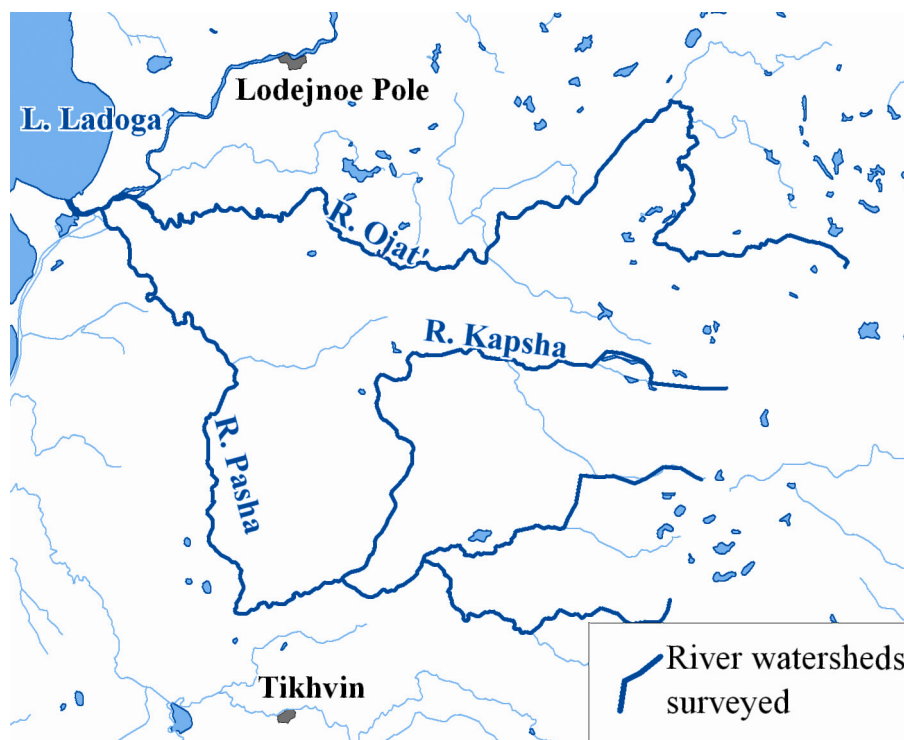 Lodejnoe Pole
L. Ladoga
R. Ojat'
R. Kapsha
R. Pasha
Tikhvin
River watersheds
surveyed